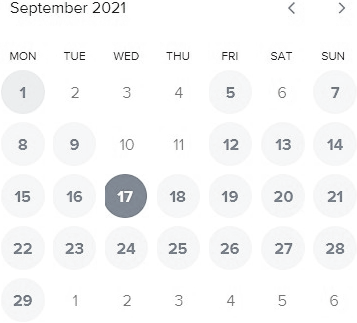 September 2021
MON TUE WED THU FRI SAT SUN
1 2 3 4 5 6 7
8 9 10 11 12 13 14
15 16 17 18 19 20 21
22 23 24 25 26 27 28
29 1 2 3 4 5 6